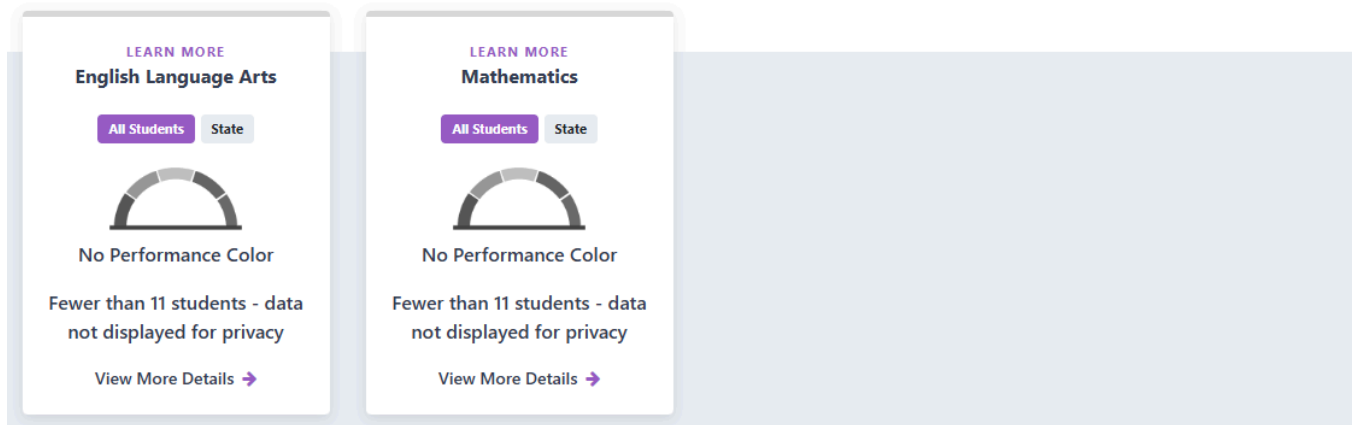 LEARN MORE
English Language Arts
All Students State
No Performance Color
Fewer than 11 students - data
not displayed for privacy
View More Details
LEARN MORE
Mathematics
All Students State
No Performance Color
Fewer than 11 students - data
not displayed for privacy
View More Details